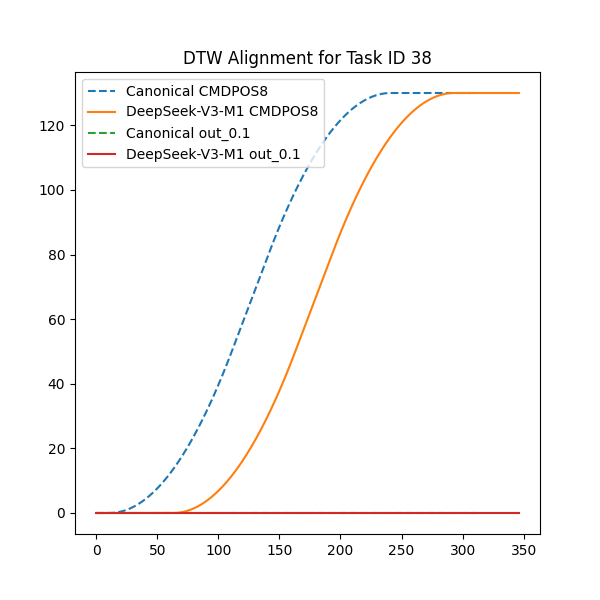 DTW Alignment for Task ID 38
Canonical CMDPOS8
DeepSeek-V3-M1 CMDPOS8
Canonical out_0.1
DeepSeek-V3-M1 out_0.1
120
100
80
60
40
20
0
0 50 100 150 200 250 300 350